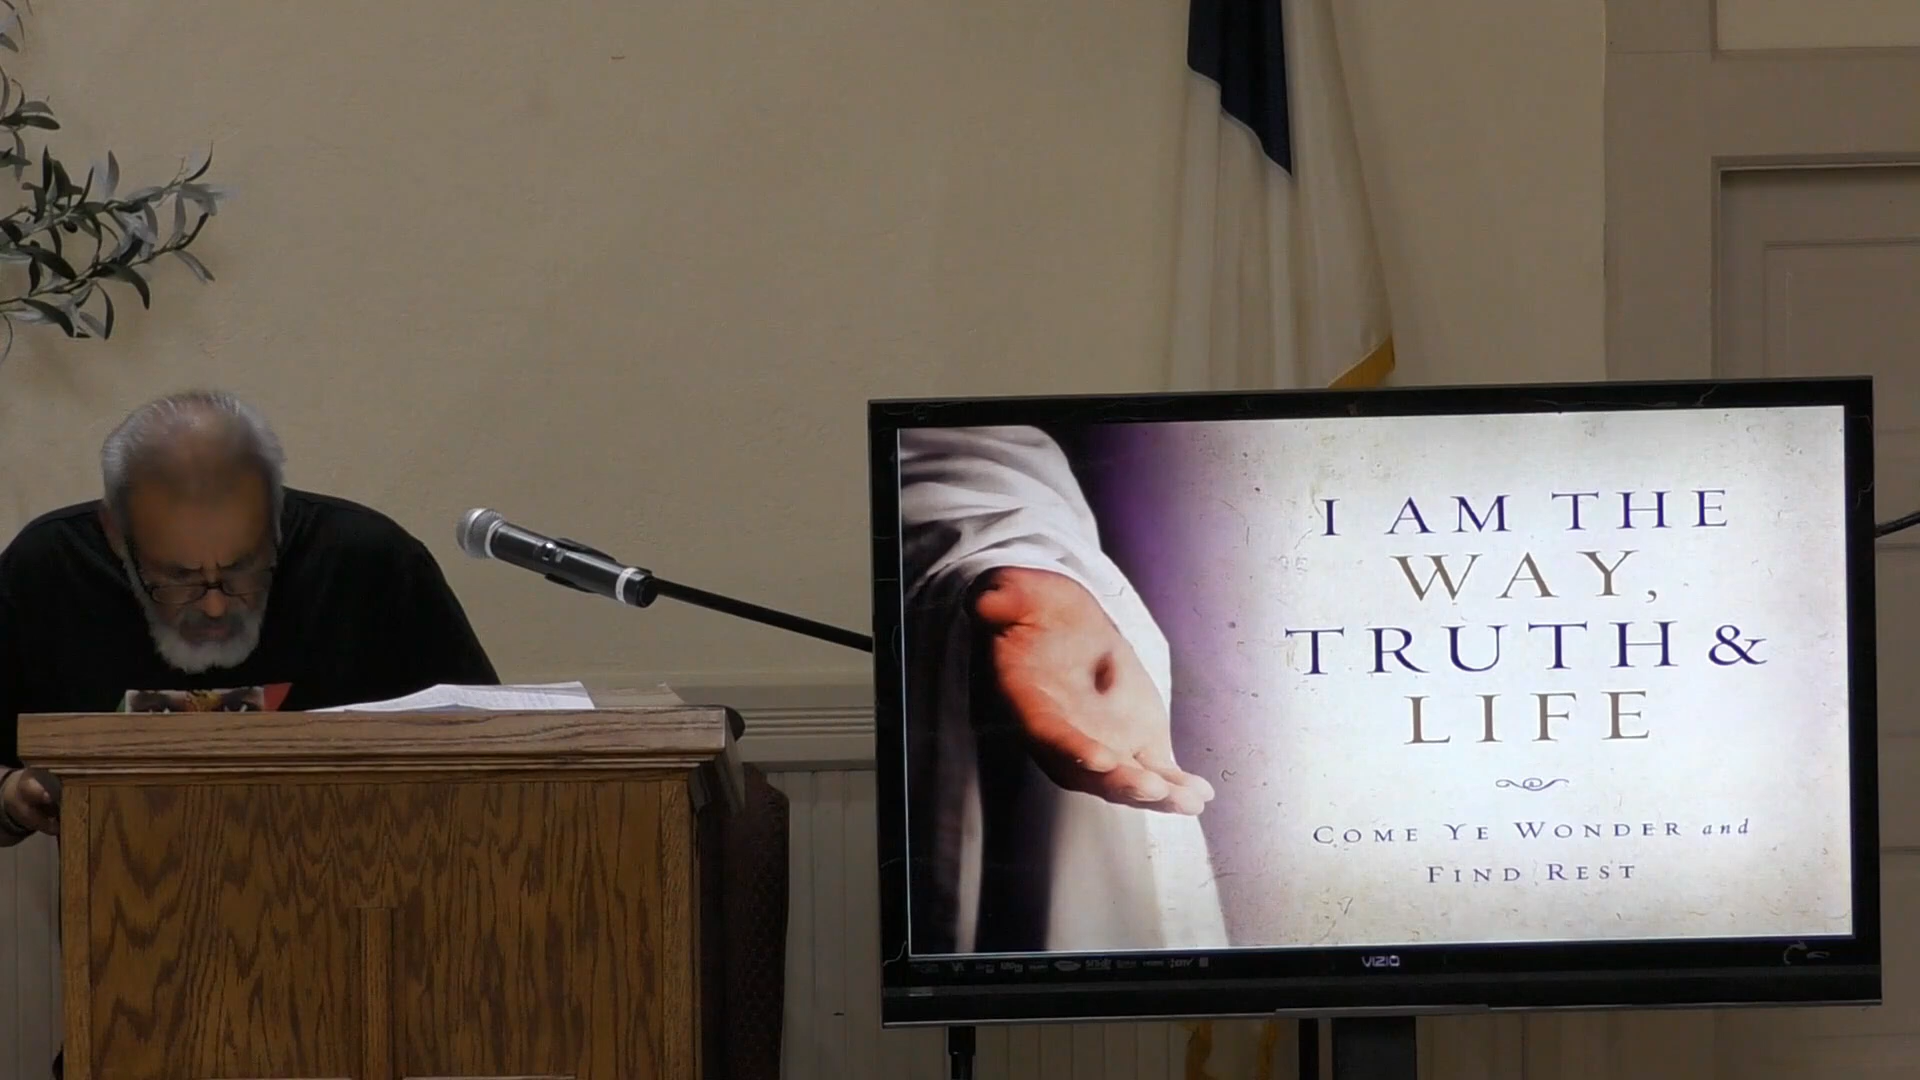 I AM THE
WAY,
TRUTH &
LIFE
COME YE WONDER and
FIND REST
VIZIO